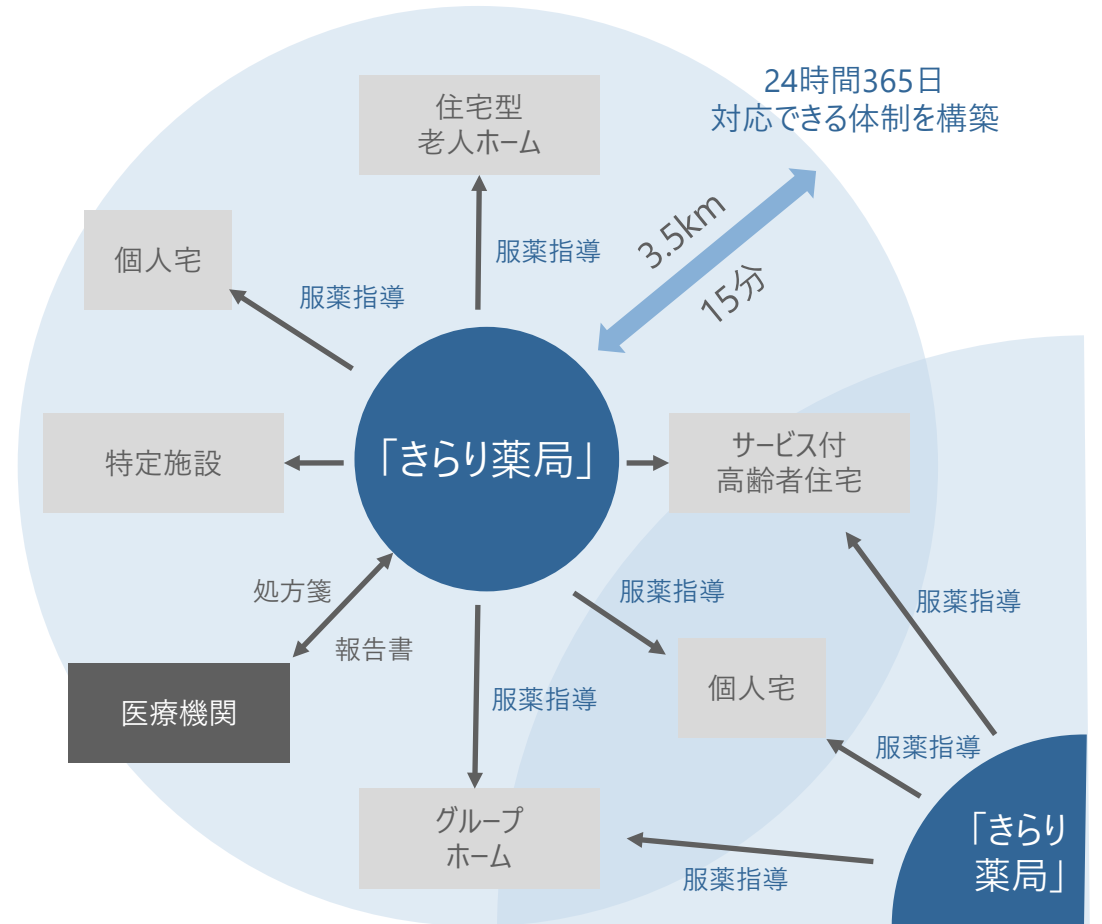 24時間365日
対応できる体制を構築
住宅型
老人ホーム
3.5km
15分
個人宅
服薬指導
服薬指導
特定施設
「きらり薬局」
サービス付
高齢者住宅
処方箋
報告書
服薬指導
服薬指導
医療機関
服薬指導
個人宅
服薬指導
グループ
ホーム
服薬指導
「きらり
薬局」